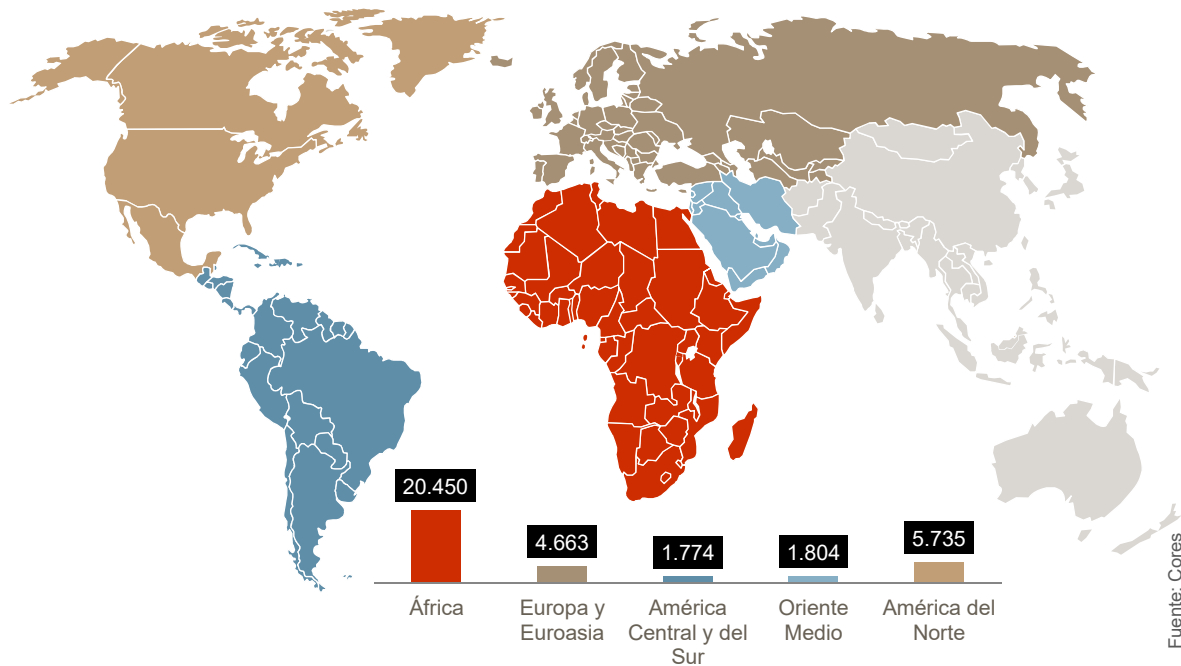 20.450
4.663
1.774
1.804
5.735
África
Europa y
Euroasia
América
Central y del
Sur
Oriente
Medio
América del
Norte
Fuente: Cores